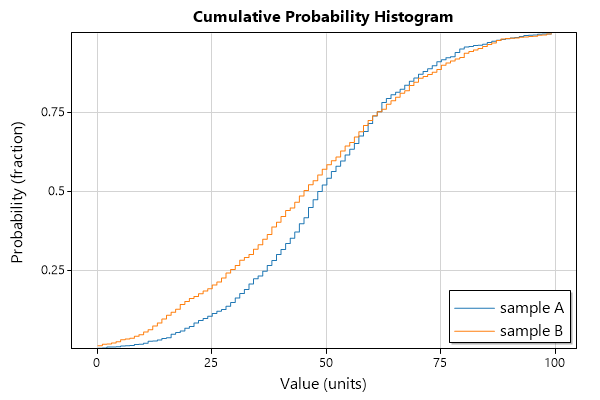 Cumulative Probability Histogram
Probability (fraction)
0.75
0.5
0.25
0 25 50 75 100
Value (units)
sample A
sample B